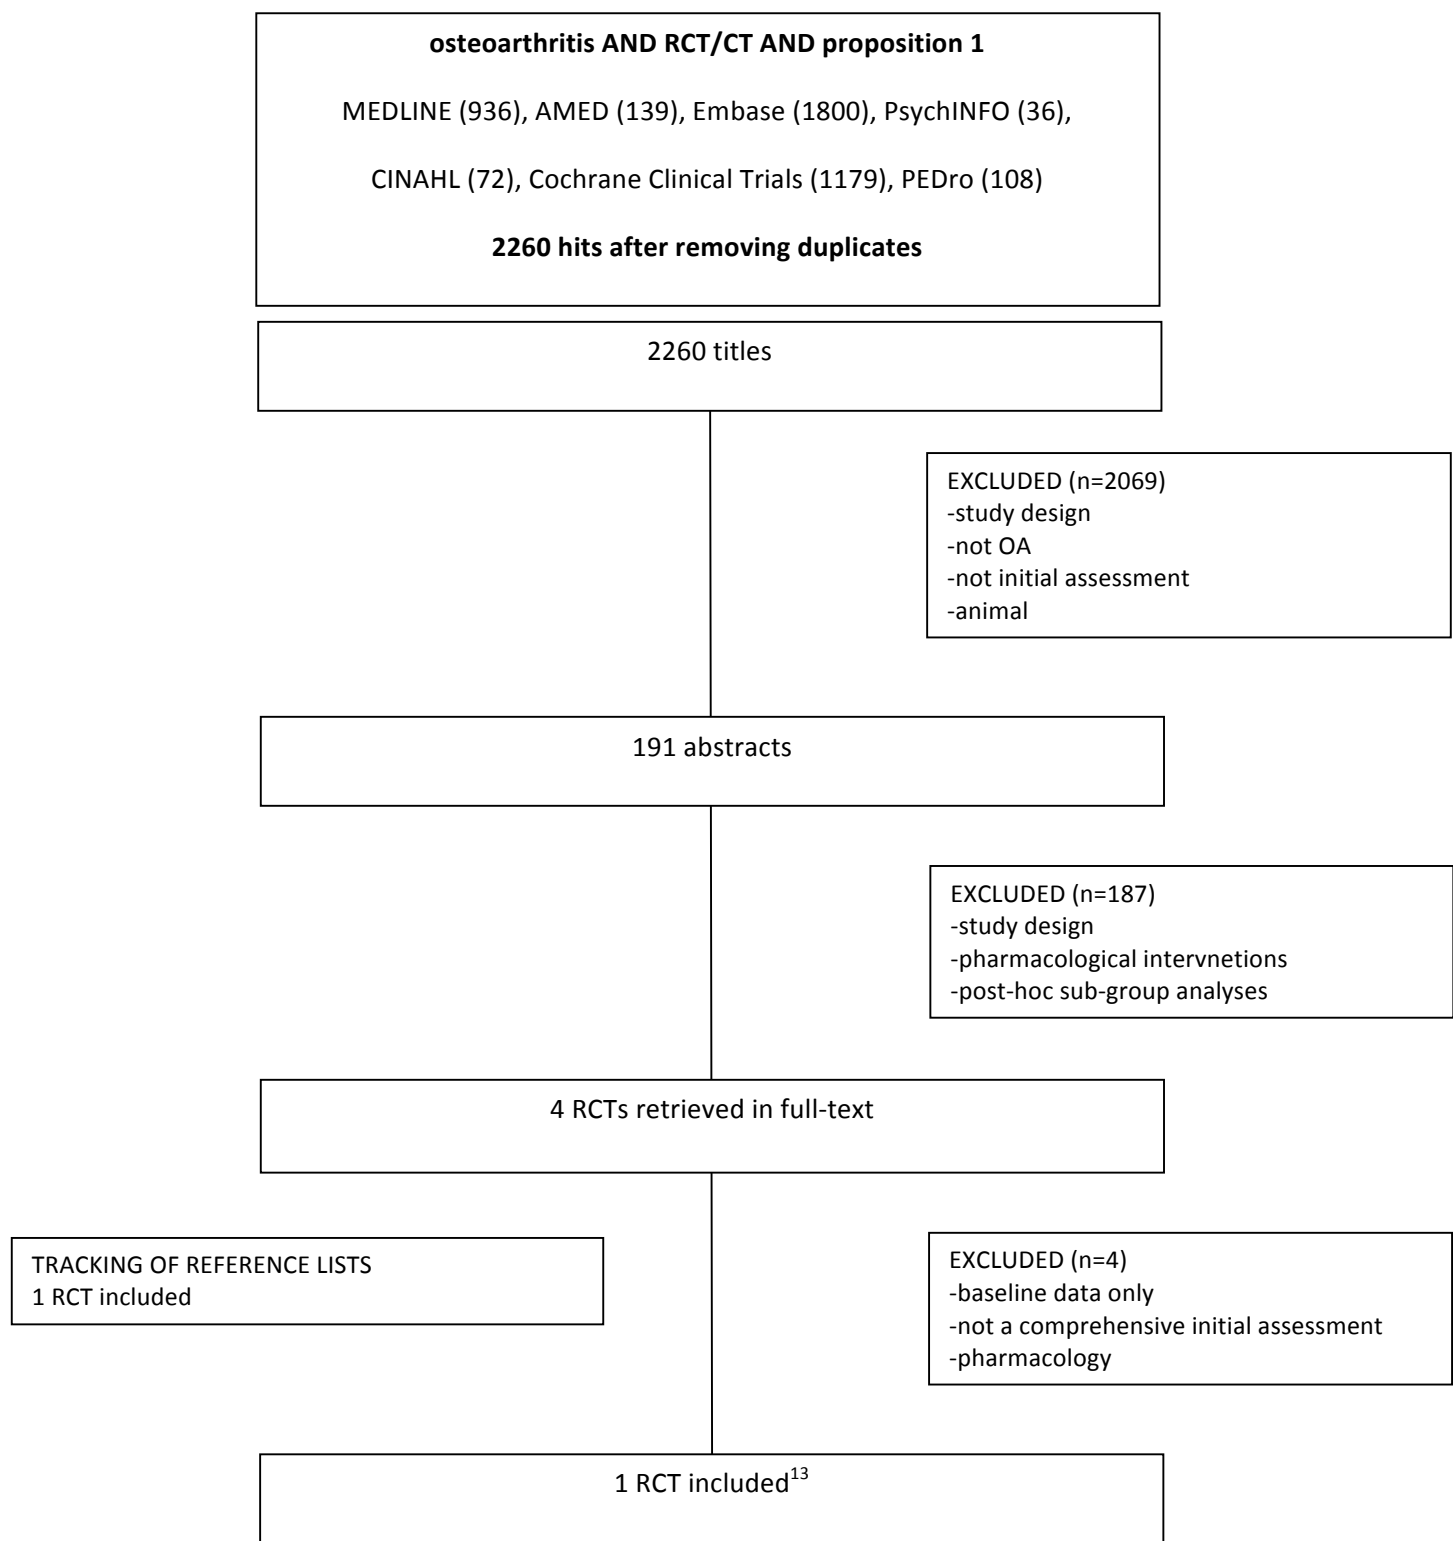 osteoarthritis AND RCT/CT AND proposition 1
MEDLINE (936), AMED (139), Embase (1800), PsychINFO (36),
CINAHL (72), Cochrane Clinical Trials (1179), PEDro (108)
2260 hits after removing duplicates
2260 titles
EXCLUDED (n=2069)
-study design
-not OA
-not initial assessment
-animal
191 abstracts
EXCLUDED (n=187)
-study design
-pharmacological intervnetions
-post-hoc sub-group analyses
4 RCTs retrieved in full-text
TRACKING OF REFERENCE LISTS
1 RCT included
EXCLUDED (n=4)
-baseline data only
-not a comprehensive initial assessment
-pharmacology
1 RCT included13